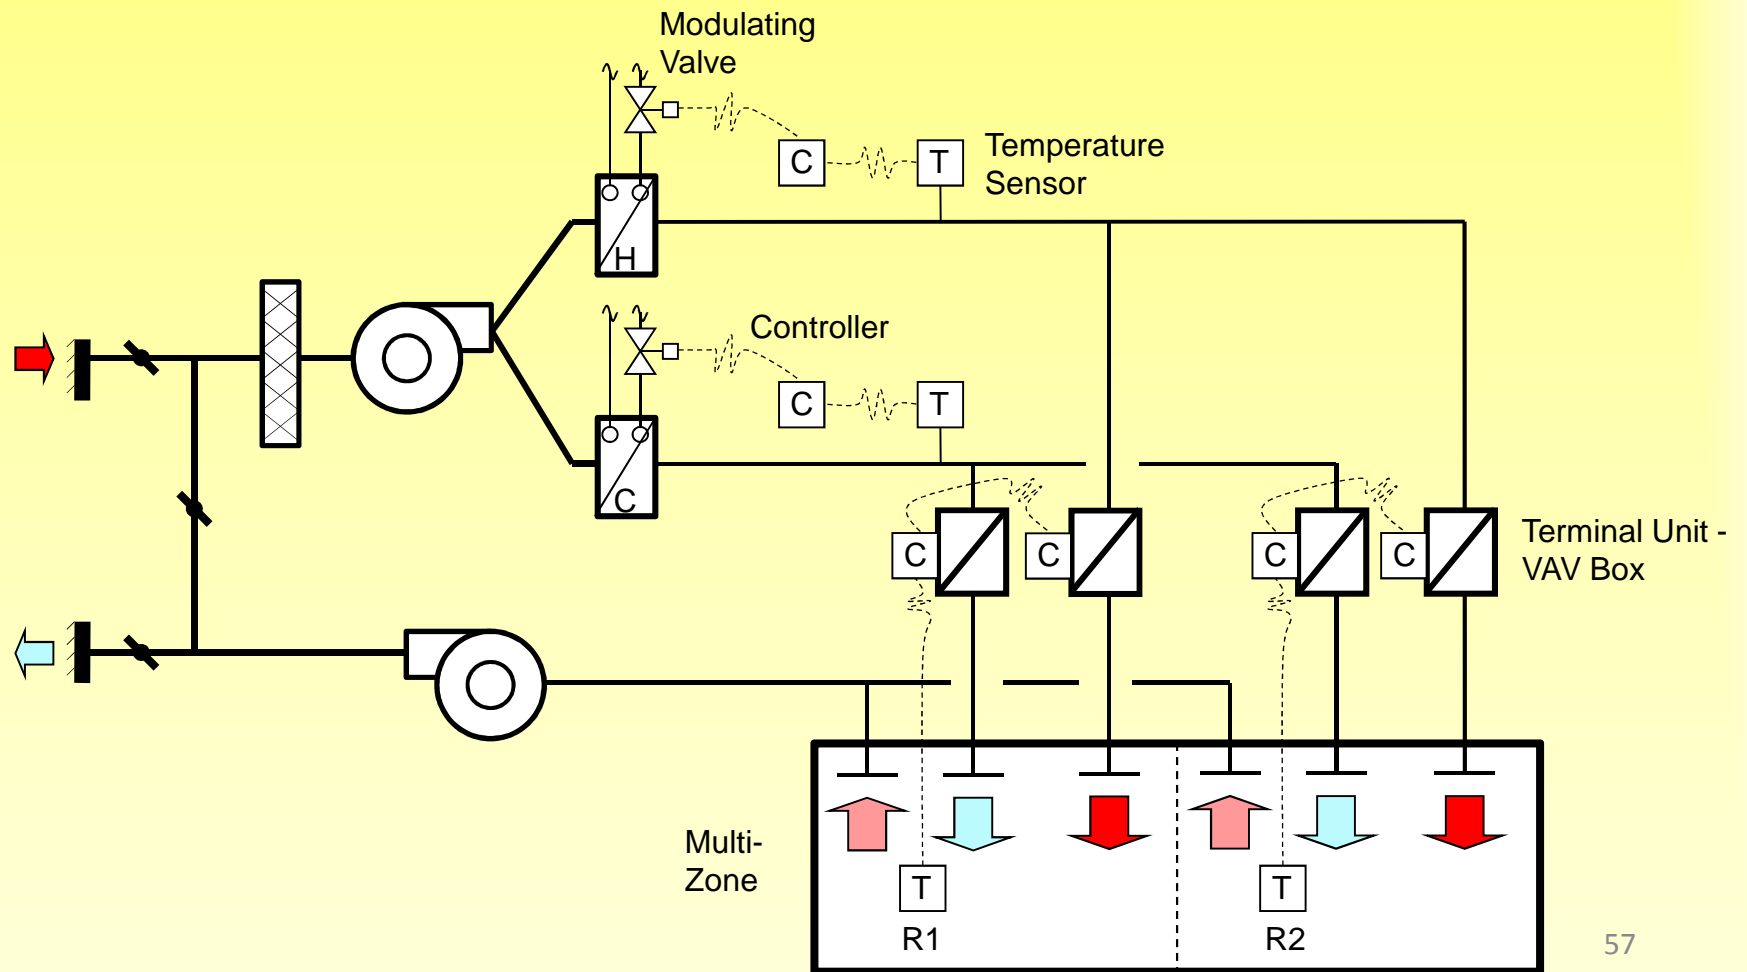 Modulating
Valve
C
T
Temperature
Sensor
H
Controller
C
T
C
C
C
C
C
Terminal Unit -
VAV Box
Multi-
Zone
T
T
R1
R2
57